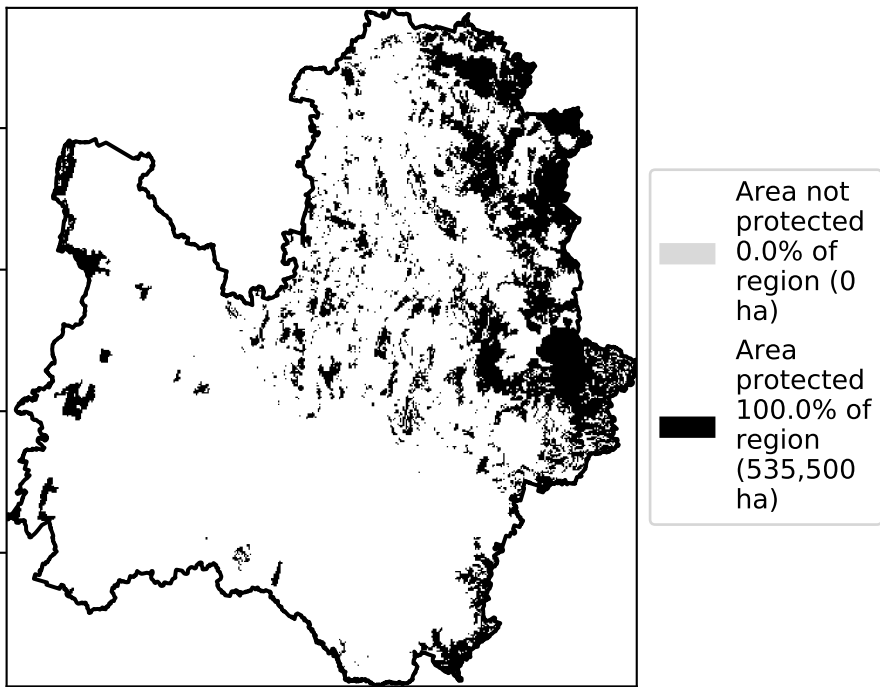 Area not
protected
0.0% of
region (0
ha)
Area
protected
100.0% of
region
(535,500
ha)